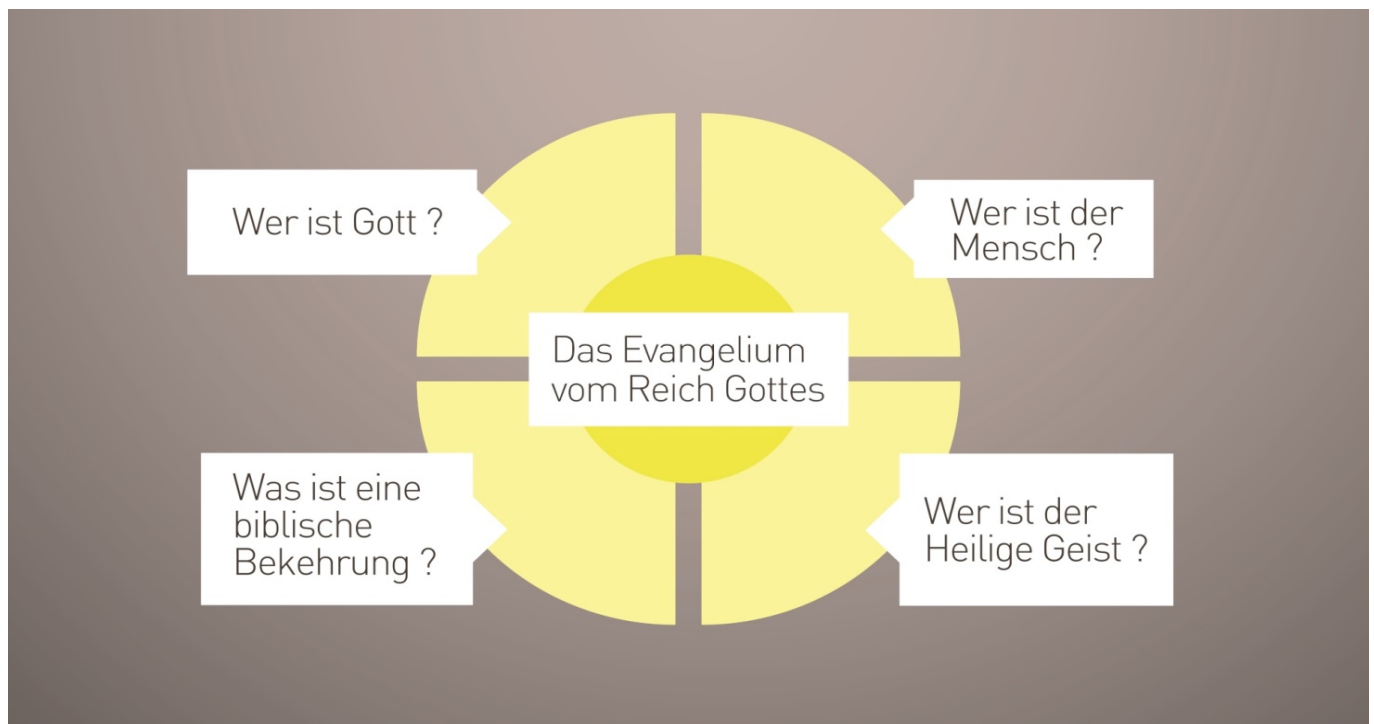 Wer ist Gott ?
Wer ist der
Mensch ?
Das Evangelium
vom Reich Gottes
Was ist eine
biblische
Bekehrung ?
Wer ist der
Heilige Geist ?